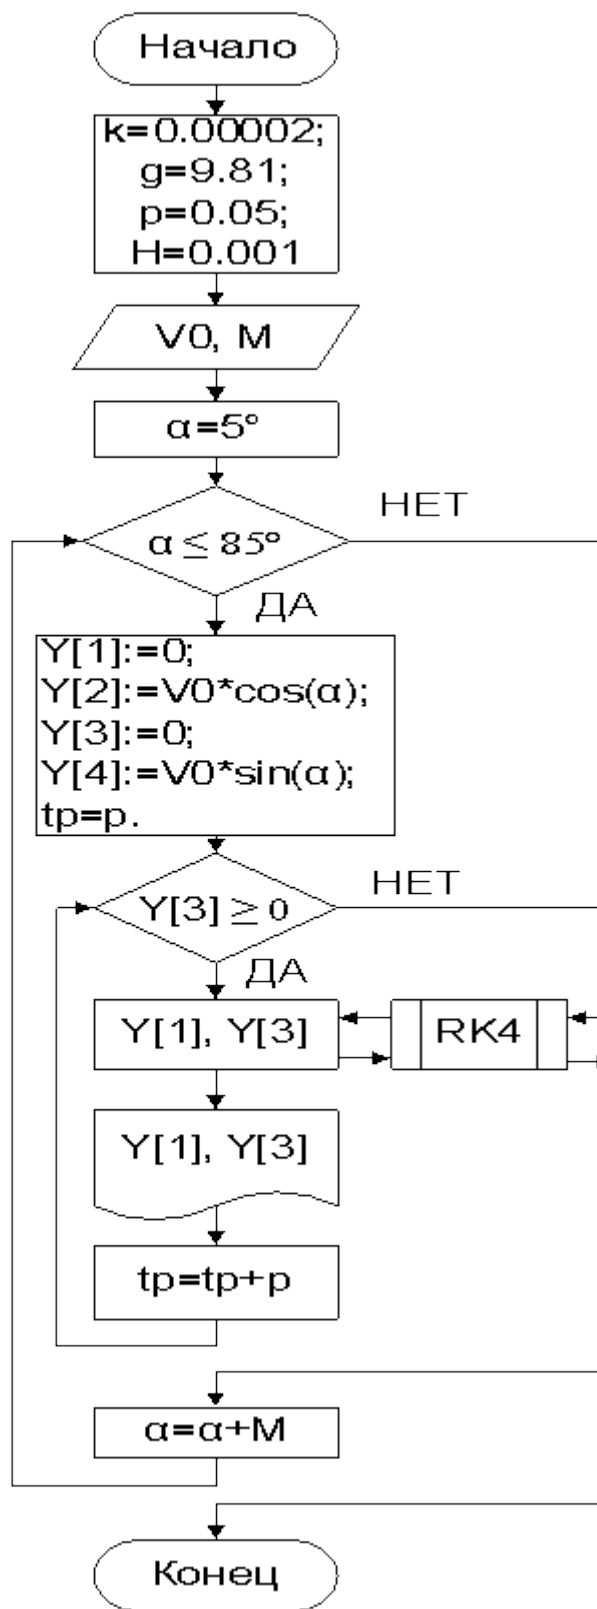 Начало
k=0.00002;
g=9.81;
p=0.05;
H=0.001
V0, M
α=5°
α ≤ 85°
НЕТ
ДА
Y[1]:=0;
Y[2]:=V0*cos(α);
Y[3]:=0;
Y[4]:=V0*sin(α);
tp=p.
Y[3] ≥ 0
НЕТ
ДА
Y[1], Y[3]
RK4
Y[1], Y[3]
tp=tp+p
α=α+M
Конец